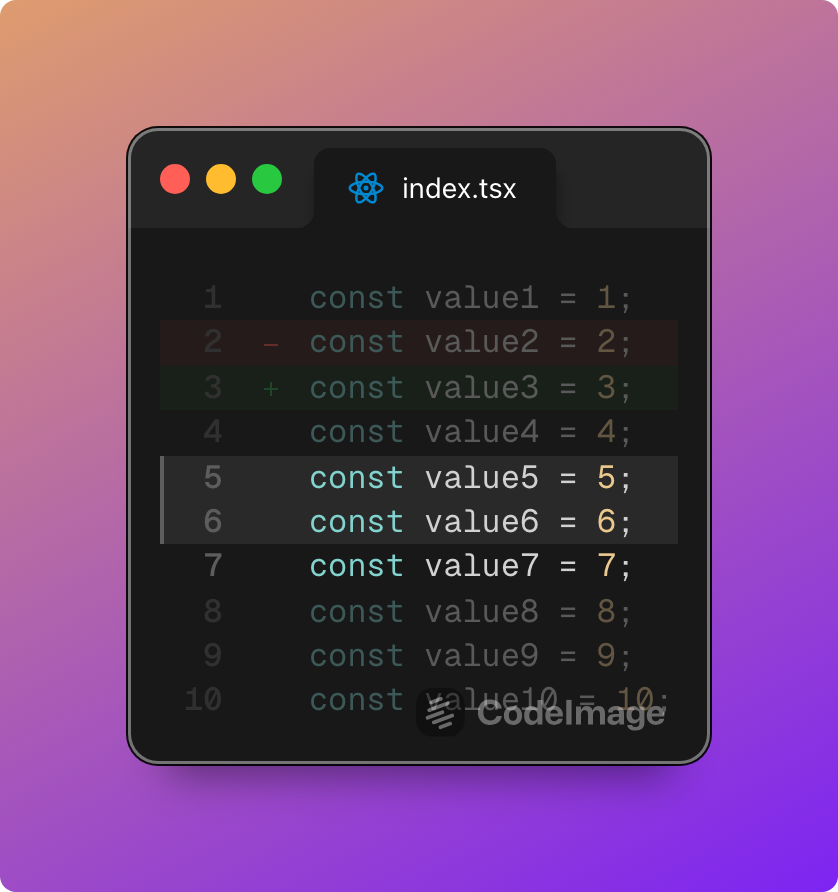 index.tsx
1 const value1 = 1;
2 - const value2 = 2;
3 + const value3 = 3;
4 const value4 = 4;
5 const value5 = 5;
6 const value6 = 6;
7 const value7 = 7;
8 const value8 = 8;
9 const value9 = 9;
10 const value10 = 10;
CodeImage